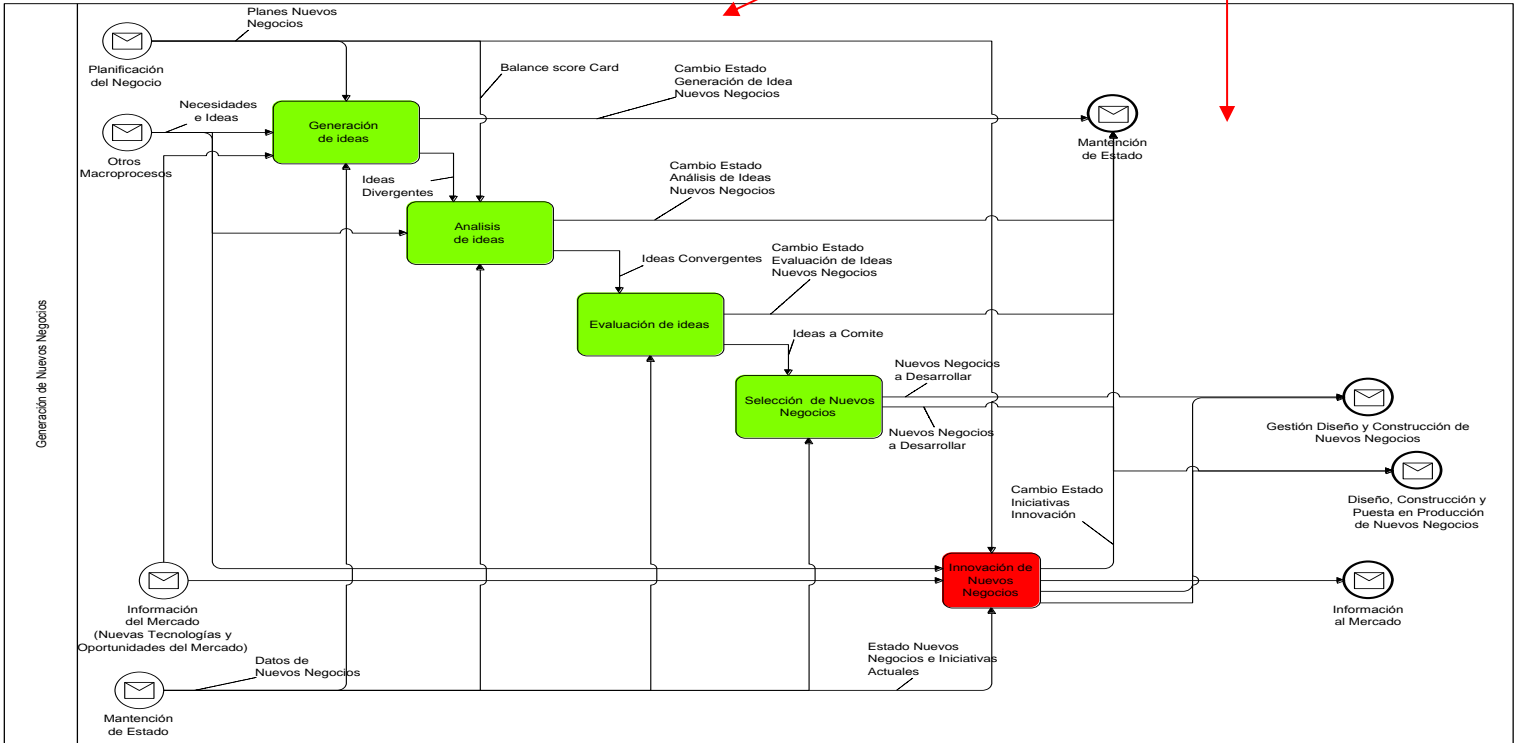 Planes Nuevos
Negocios
Planificación
del Negocio
Balance score Card
Cambio Estado
Generación de Idea
Nuevos Negocios
Necesidades
e Ideas
Generación
de ideas
Otros
Macroprocesos
Mantención
de Estado
Ideas
Divergentes
Cambio Estado
Análisis de Ideas
Nuevos Negocios
Analisis
de ideas
Ideas Convergentes
Cambio Estado
Evaluación de Ideas
Nuevos Negocios
Evaluación de ideas
Ideas a Comite
Generación de Nuevos Negocios
Nuevos Negocios
a Desarrollar
Selección de Nuevos
Negocios
Nuevos Negocios
a Desarrollar
Gestión Diseño y Construcción de
Nuevos Negocios
Cambio Estado
Iniciativas
Innovación
Diseño, Construcción y
Puesta en Producción
de Nuevos Negocios
Innovación de
Nuevos
Negocios
Información
del Mercado
(Nuevas Tecnologías y
Oportunidades del Mercado)
Información
al Mercado
Datos de
Nuevos Negocios
Estado Nuevos
Negocios e Iniciativas
Actuales
Mantención
de Estado